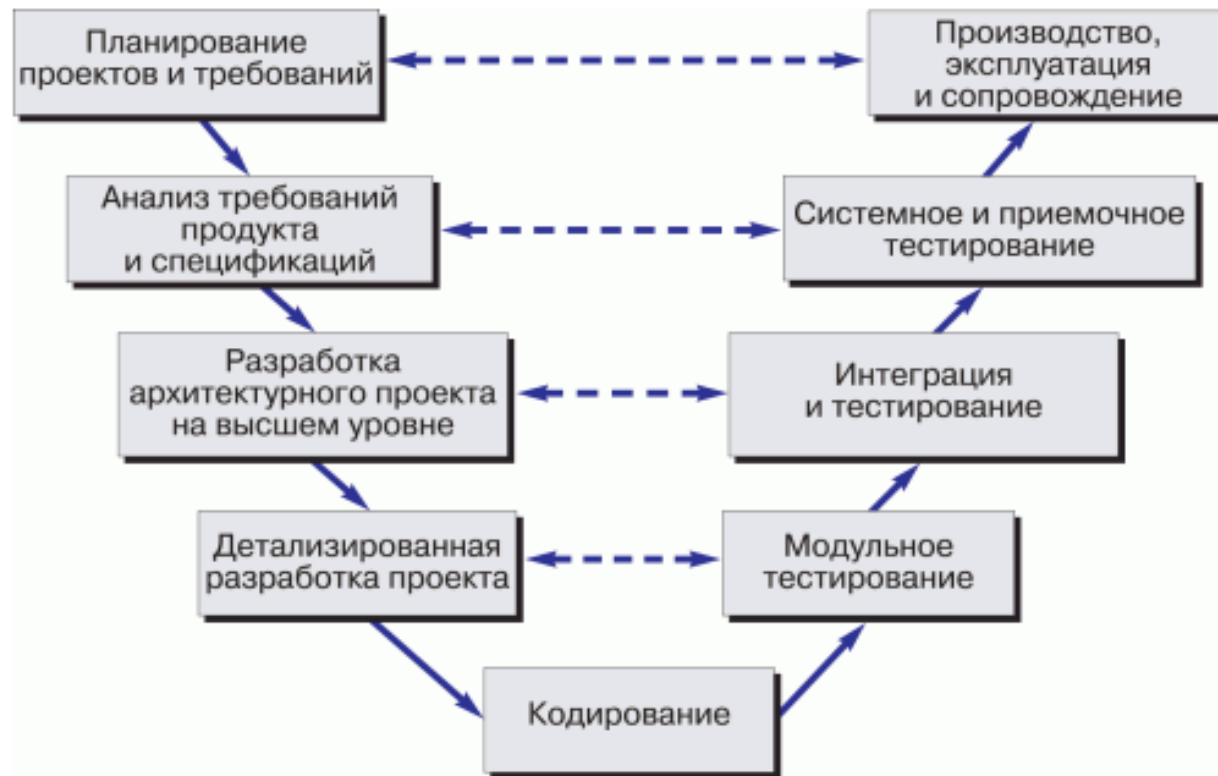 Планирование
проектов и требований
Производство,
эксплуатация
и сопровождение
Анализ требований
продукта
и спецификаций
Системное и приемочное
тестирование
Разработка
архитектурного проекта
на высшем уровне
Интеграция
и тестирование
Детализированная
разработка проекта
Модульное
тестирование
Кодирование